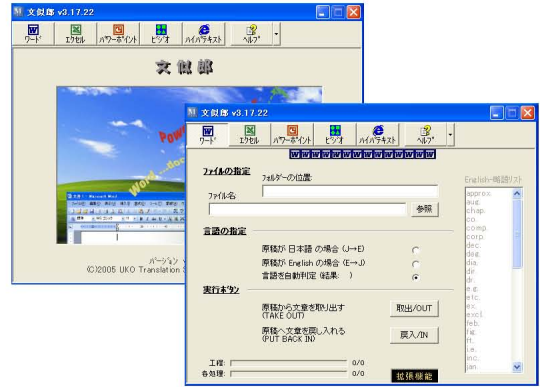 文似郎 v3.17.22
ワード エクセル パワーポイント ビジオ ハイパテキスト ヘルプ
文似郎
Word...doc
©2005 UKO Translation S
文似郎 v3.17.22
ワード エクセル パワーポイント ビジオ ハイパテキスト ヘルプ
W W W W W W W W W W W W
ファイルの指定
フォルダーの位置:
ファイル名
参照
言語の指定
原稿が 日本語 の場合 (J→E)
原稿が English の場合 (E→J)
言語を自動判定 (結果: )
実行ボタン
原稿から文章を取り出す
(TAKE OUT)
取出/OUT
原稿へ文章を戻し入れる
(PUT BACK IN)
戻入/IN
工程: 0/0
各処理: 0/0
拡張機能
English-略語リスト
approx.
aug.
chap.
co.
comp.
corp.
dec.
deg.
dia.
dir.
dr.
e.g.
etc.
ex.
excl.
feb.
fig.
ft.
i.e.
inc.
jan.